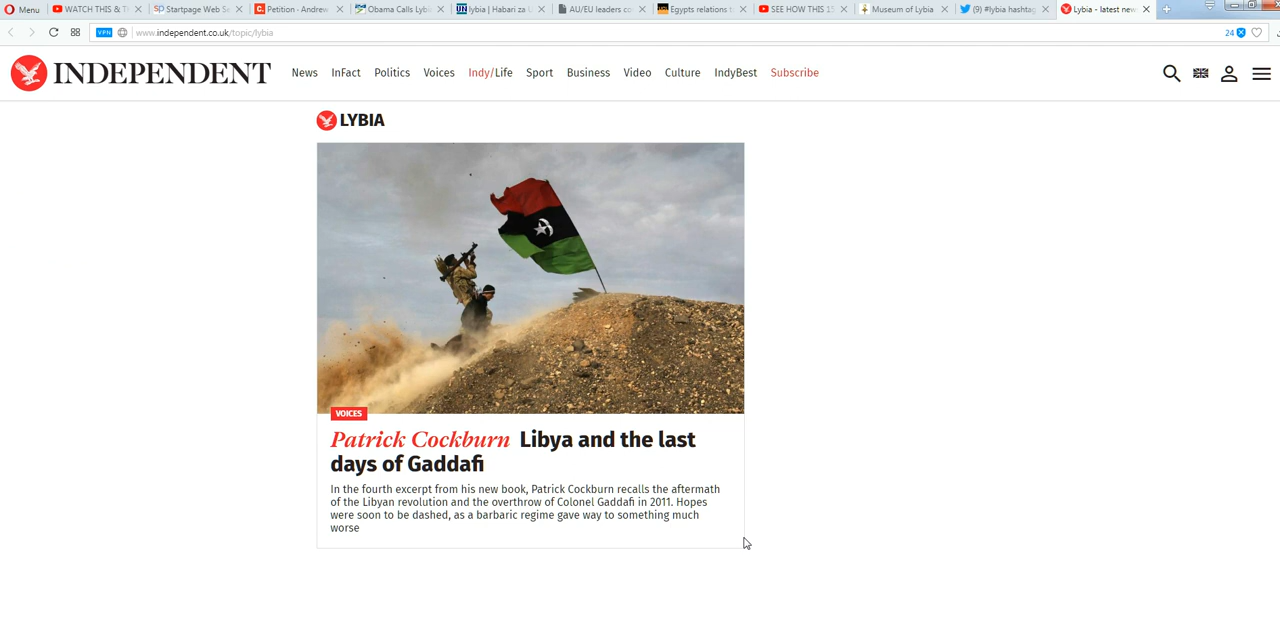 Menu WATCH THIS & T Startpage Web Se Petition - Andrew Obama Calls Lybi lybia | Habari za U AU/EU leaders co Egypts relations t SEE HOW THIS 15 Museum of Lybia (9) #lybia hashtag Lybia - latest new
VPN www.independent.co.uk/topic/lybia 24
INDEPENDENT News InFact Politics Voices Indy/Life Sport Business Video Culture IndyBest Subscribe
LYBIA
VOICES
Patrick Cockburn Libya and the last
days of Gaddafi
In the fourth excerpt from his new book, Patrick Cockburn recalls the aftermath
of the Libyan revolution and the overthrow of Colonel Gaddafi in 2011. Hopes
were soon to be dashed, as a barbaric regime gave way to something much
worse